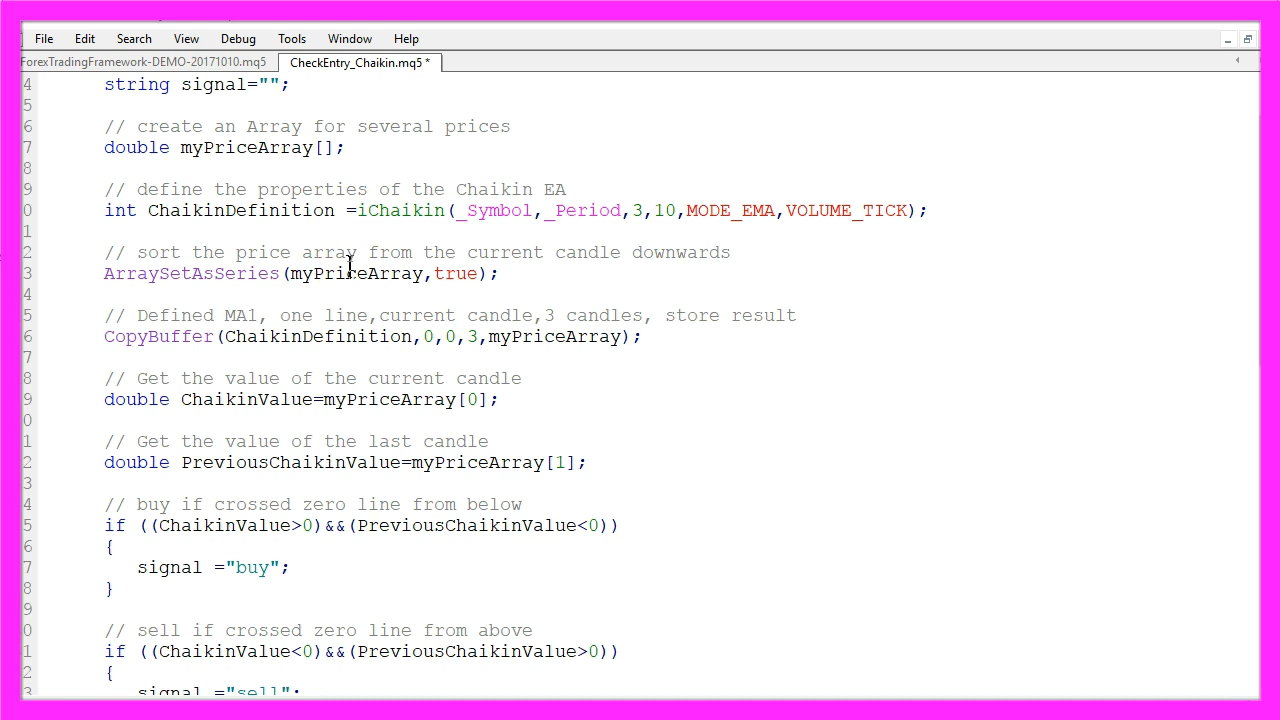 File Edit Search View Debug Tools Window Help
ForexTradingFramework-DEMO-20171010.mq5 CheckEntry_Chaikin.mq5 *
4 string signal="";
5
6 // create an Array for several prices
7 double myPriceArray[];
8
9 // define the properties of the Chaikin EA
0 int ChaikinDefinition =iChaikin(_Symbol,_Period,3,10,MODE_EMA,VOLUME_TICK);
1
2 // sort the price array from the current candle downwards
3 ArraySetAsSeries(myPriceArray,true);
4
5 // Defined MA1, one line,current candle,3 candles, store result
6 CopyBuffer(ChaikinDefinition,0,0,3,myPriceArray);
7
8 // Get the value of the current candle
9 double ChaikinValue=myPriceArray[0];
0
1 // Get the value of the last candle
2 double PreviousChaikinValue=myPriceArray[1];
3
4 // buy if crossed zero line from below
5 if ((ChaikinValue>0)&&(PreviousChaikinValue<0))
6 {
7 signal ="buy";
8 }
9
0 // sell if crossed zero line from above
1 if ((ChaikinValue<0)&&(PreviousChaikinValue>0))
2 {
3 signal ="sell";